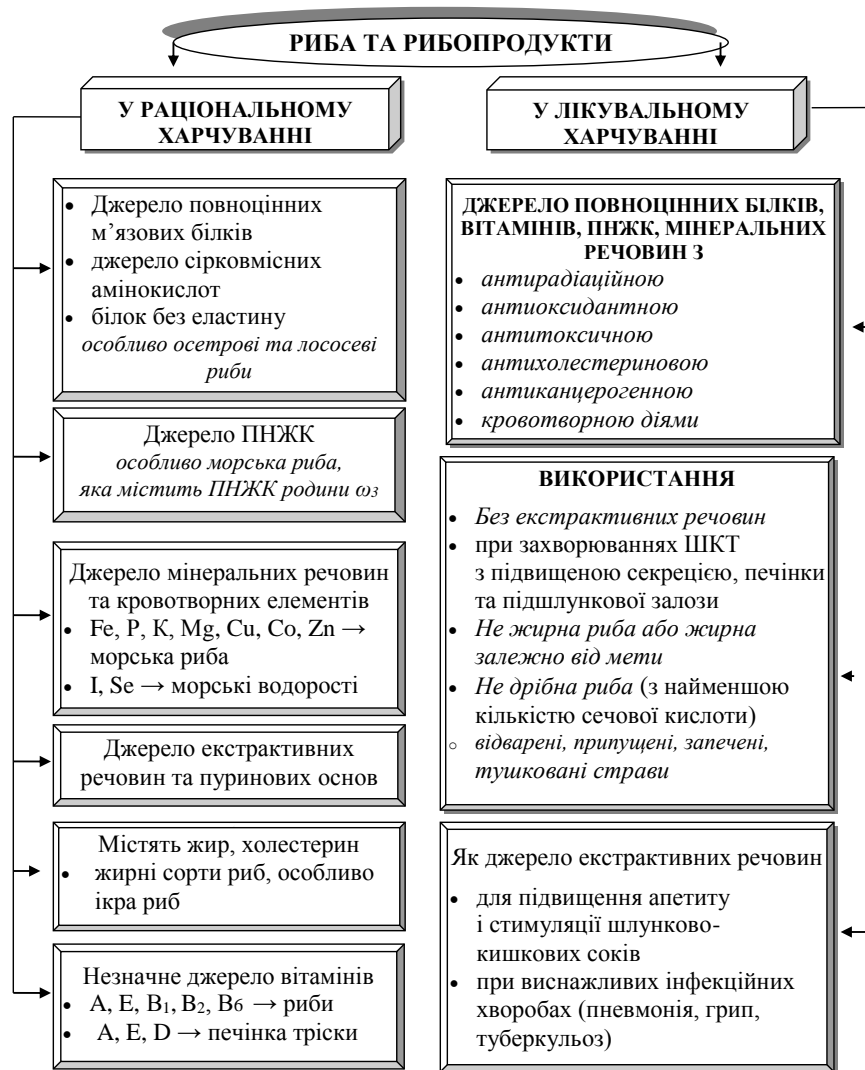 РИБА ТА РИБОПРОДУКТИ
У РАЦІОНАЛЬНОМУ
ХАРЧУВАННІ
• Джерело повноцінних
м’язових білків
• джерело сірковмісних
амінокислот
• білок без еластину
особливо осетрові та лососеві
риби
Джерело ПНЖК
особливо морська риба,
яка містить ПНЖК родини ω₃
Джерело мінеральних речовин
та кровотворних елементів
• Fe, P, K, Mg, Cu, Co, Zn →
морська риба
• I, Se → морські водорості
Джерело екстрактивних
речовин та пуринових основ
Містять жир, холестерин
• жирні сорти риб, особливо
ікра риб
Незначне джерело вітамінів
• А, Е, В₁, В₂, В₆ → риби
• А, Е, D → печінка тріски
У ЛІКУВАЛЬНОМУ
ХАРЧУВАННІ
ДЖЕРЕЛО ПОВНОЦІННИХ БІЛКІВ,
ВІТАМІНІВ, ПНЖК, МІНЕРАЛЬНИХ
РЕЧОВИН З
• антирадіаційною
• антиоксидантною
• антитоксичною
• антихолестериновою
• антиканцерогенною
• кровотворною діями
ВИКОРИСТАННЯ
• Без екстрактивних речовин
• при захворюваннях ШКТ
з підвищеною секрецією, печінки
та підшлункової залози
• Не жирна риба або жирна
залежно від мети
• Не дрібна риба (з найменшою
кількістю сечової кислоти)
○ відварені, припущені, запечені,
тушковані страви
Як джерело екстрактивних речовин
• для підвищення апетиту
і стимуляції шлунково-
кишкових соків
• при виснажливих інфекційних
хворобах (пневмонія, грип,
туберкульоз)